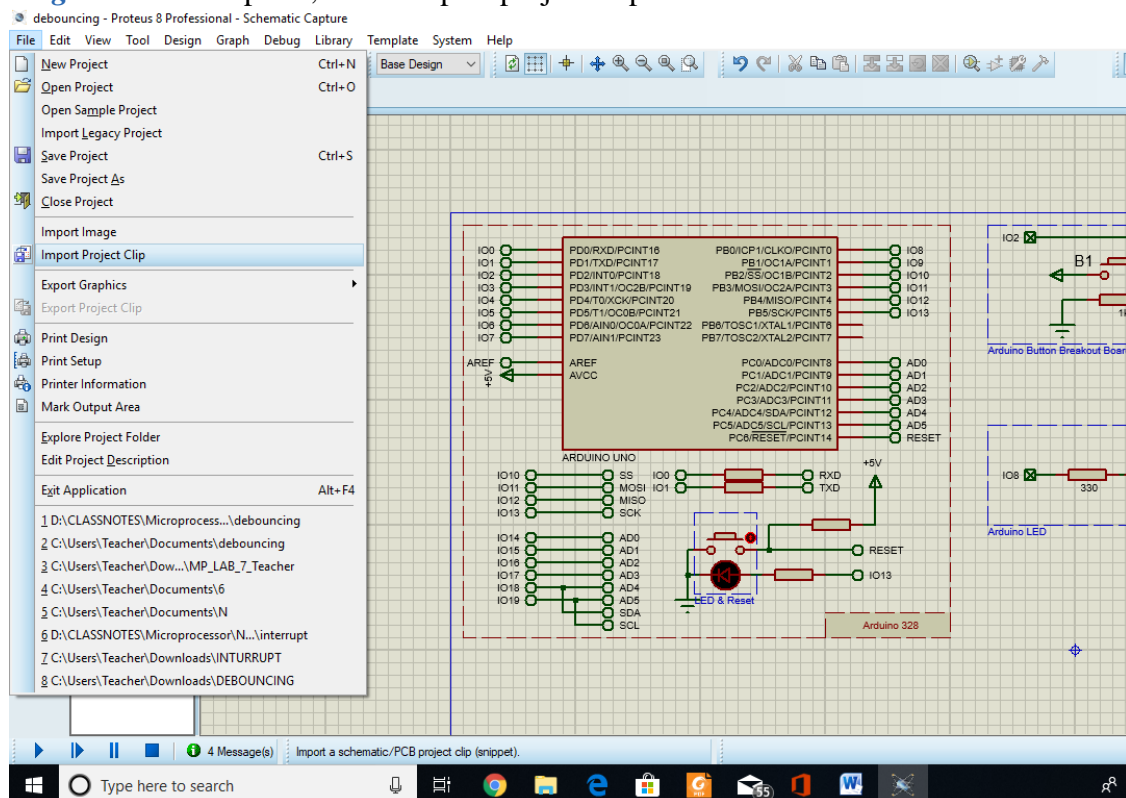 debouncing - Proteus 8 Professional - Schematic Capture
File Edit View Tool Design Graph Debug Library Template System Help
New Project Ctrl+N
Base Design
Open Project Ctrl+O
Open Sample Project
Import Legacy Project
Save Project Ctrl+S
Save Project As
Close Project
Import Image
Import Project Clip
Export Graphics
Export Project Clip
Print Design
Print Setup
Printer Information
Mark Output Area
Explore Project Folder
Edit Project Description
Exit Application Alt+F4
1 D:\CLASSNOTES\Microprocess...\debouncing
2 C:\Users\Teacher\Documents\debouncing
3 C:\Users\Teacher\Dow...\MP_LAB_7_Teacher
4 C:\Users\Teacher\Documents\6
5 C:\Users\Teacher\Documents\N
6 D:\CLASSNOTES\Microprocessor\N...\interrupt
7 C:\Users\Teacher\Downloads\INTURRUPT
8 C:\Users\Teacher\Downloads\DEBOUNCING
IO0 PD0/RXD/PCINT16 PB0/ICP1/CLKO/PCINT0 IO8
IO1 PD1/TXD/PCINT17 PB1/OC1A/PCINT1 IO9
IO2 PD2/INT0/PCINT18 PB2/SS/OC1B/PCINT2 IO10
IO3 PD3/INT1/OC2B/PCINT19 PB3/MOSI/OC2A/PCINT3 IO11
IO4 PD4/T0/XCK/PCINT20 PB4/MISO/PCINT4 IO12
IO5 PD5/T1/OC0B/PCINT21 PB5/SCK/PCINT5 IO13
IO6 PD6/AIN0/OC0A/PCINT22 PB6/TOSC1/XTAL1/PCINT6
IO7 PD7/AIN1/PCINT23 PB7/TOSC2/XTAL2/PCINT7
AREF AREF PC0/ADC0/PCINT8 AD0
+5V AVCC PC1/ADC1/PCINT9 AD1
PC2/ADC2/PCINT10 AD2
PC3/ADC3/PCINT11 AD3
PC4/ADC4/SDA/PCINT12 AD4
PC5/ADC5/SCL/PCINT13 AD5
PC6/RESET/PCINT14 RESET
ARDUINO UNO
+5V
IO10 SS IO0 RXD
IO11 MOSI IO1 TXD
IO12 MISO
IO13 SCK
IO14 AD0
IO15 AD1 RESET
IO16 AD2
IO17 AD3 IO13
IO18 AD4
IO19 AD5
SDA
SCL
LED & Reset
Arduino 328
IO2
B1
Arduino Button Breakout Boar
IO8
330
Arduino LED
4 Message(s) Import a schematic/PCB project clip (snippet).
Type here to search
55